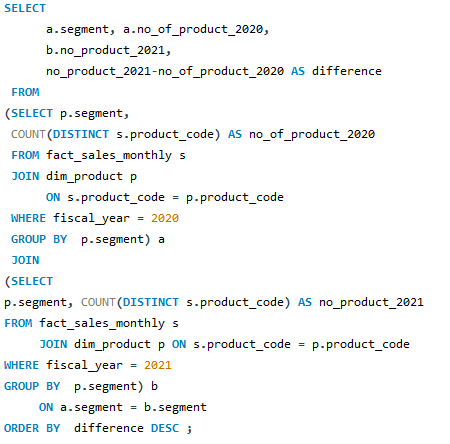 SELECT
a.segment, a.no_of_product_2020,
b.no_product_2021,
no_product_2021-no_of_product_2020 AS difference
FROM
(SELECT p.segment,
COUNT(DISTINCT s.product_code) AS no_of_product_2020
FROM fact_sales_monthly s
JOIN dim_product p
ON s.product_code = p.product_code
WHERE fiscal_year = 2020
GROUP BY  p.segment) a
JOIN
(SELECT
p.segment, COUNT(DISTINCT s.product_code) AS no_product_2021
FROM fact_sales_monthly s
JOIN dim_product p ON s.product_code = p.product_code
WHERE fiscal_year = 2021
GROUP BY  p.segment) b
ON a.segment = b.segment
ORDER BY  difference DESC ;